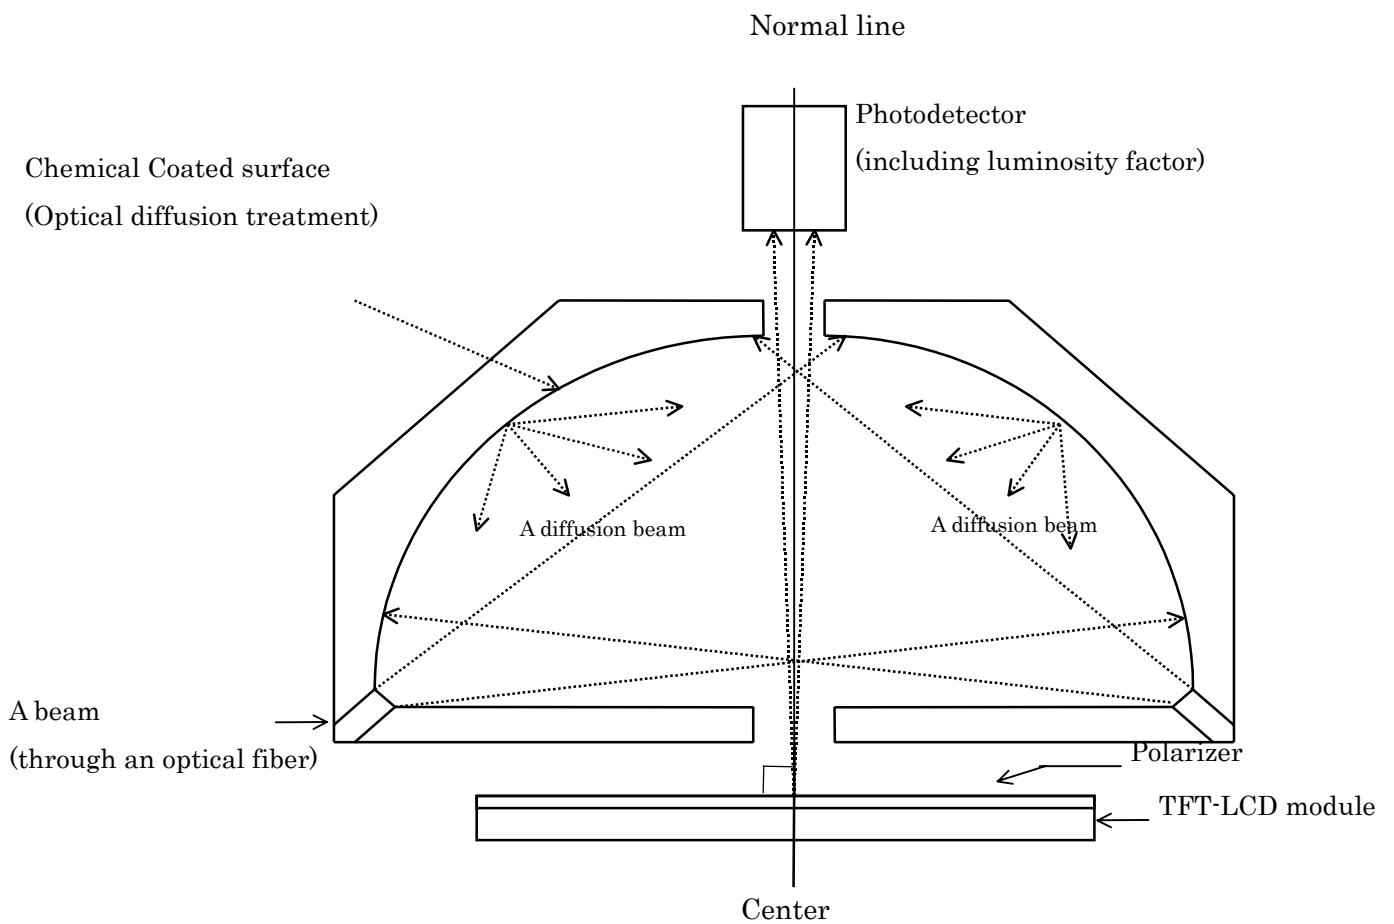 Normal line
Photodetector
(including luminosity factor)
Chemical Coated surface
(Optical diffusion treatment)
A diffusion beam
A diffusion beam
A beam
(through an optical fiber)
Polarizer
TFT-LCD module
Center